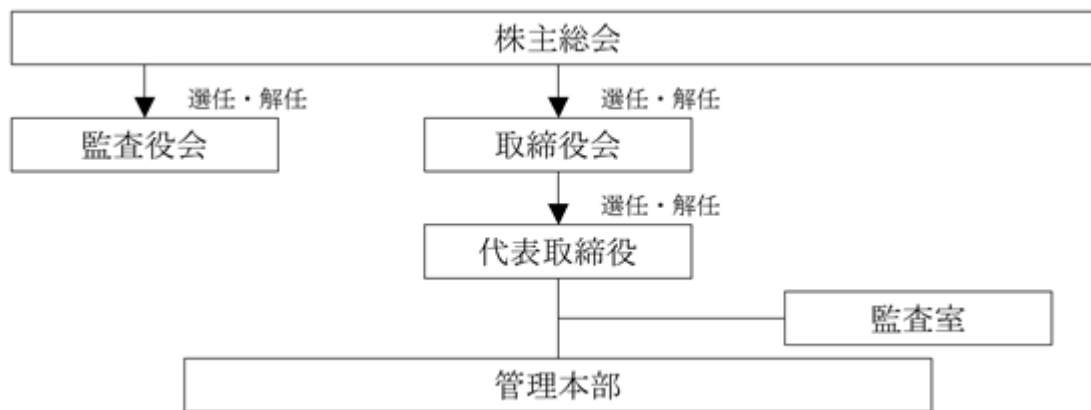 株主総会
選任・解任
選任・解任
監査役会
取締役会
選任・解任
代表取締役
監査室
管理本部